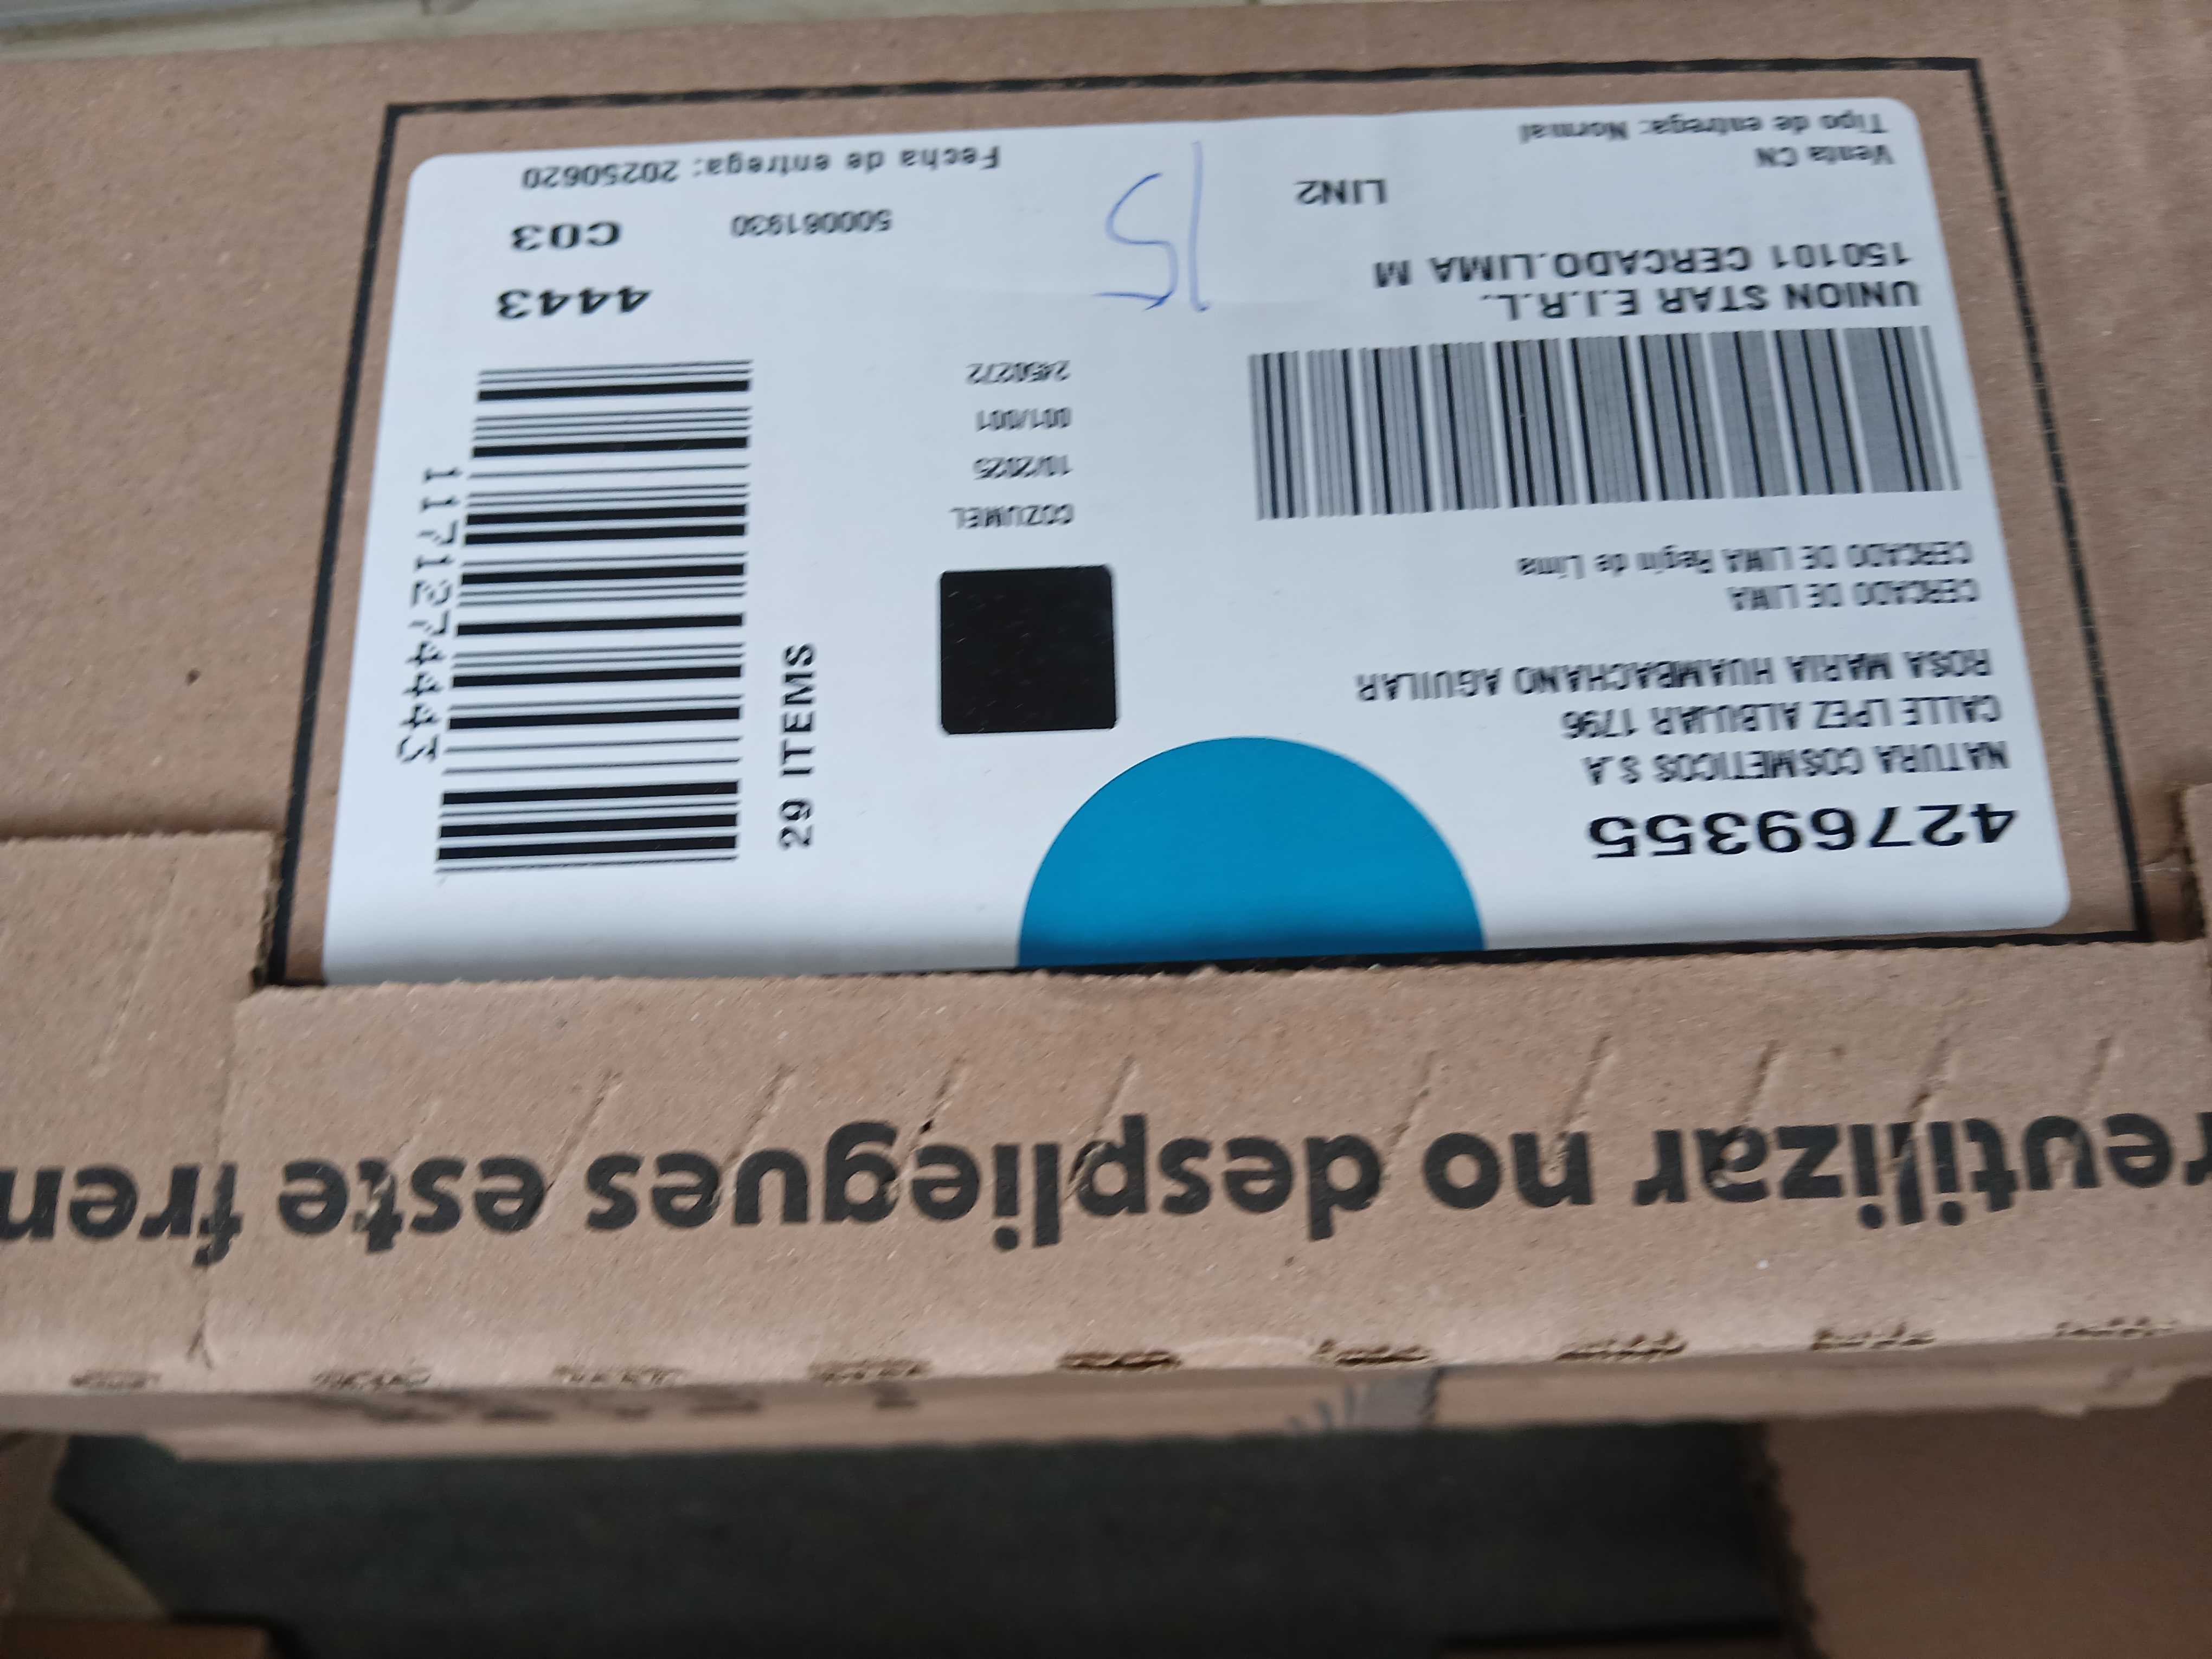 42769355
NATURA COSMETICOS S.A
CALLE LPEZ ALBUJAR 1796
ROSA MARIA HUAMBACHANO AGUILAR
CERCADO DE LIMA
CERCADO DE LIMA Regin de Lima
UNION STAR E.I.R.L.
150101 CERCADO.LIMA M
LIN2
Venta CN
Tipo de entrega: Normal
COZUMEL
10/2025
001/001
2450272
15
29 ITEMS
1171274443
4443
500061930
C03
Fecha de entrega: 20250620
reutilizar no despliegues este fren